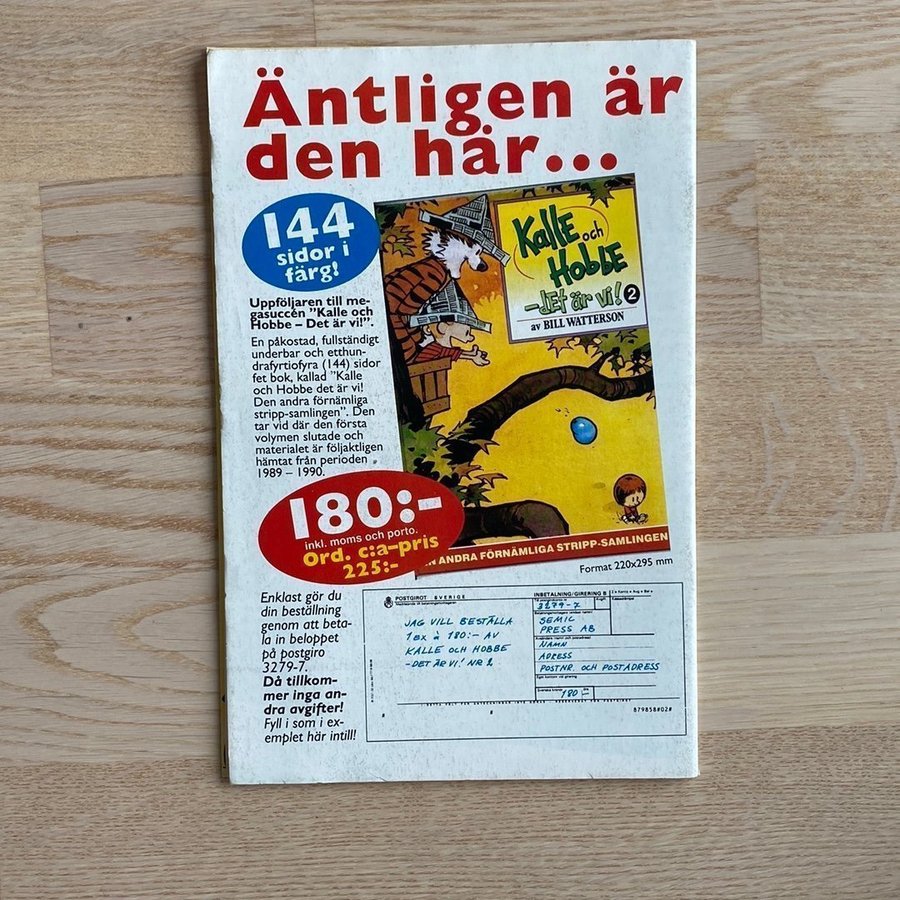 Äntligen är
den här...
144
sidor i
färg!
Kalle och
Hobbe
–det är vi! 2
av BILL WATTERSON
Uppföljaren till me-
gasuccén ”Kalle och
Hobbe – Det är vi!”.
En påkostad, fullständigt
underbar och etthun-
drafyrtiofyra (144) sidor
fet bok, kallad ”Kalle
och Hobbe det är vi!
Den andra förnämliga
stripp-samlingen”. Den
tar vid där den första
volymen slutade och
materialet är följaktligen
hämtat från perioden
1989 – 1990.
180:-
inkl. moms och porto.
Ord. c:a-pris
225:-
N ANDRA FÖRNÄMLIGA STRIPP-SAMLINGEN
Format 220x295 mm
Enklast gör du
din beställning
genom att beta-
la in beloppet
på postgiro
3279-7.
Då tillkom-
mer inga an-
dra avgifter!
Fyll i som i ex-
emplet här intill!
POSTGIROT SVERIGE
INBETALNING/GIRERING B
3279-7
JAG VILL BESTÄLLA
1 EX à 180:- AV
KALLE OCH HOBBE
-DET ÄR VI! NR 2.
SEMIC
PRESS AB
NAMN
ADRESS
POSTNR. OCH POSTADRESS
Svenska kronor
180
879858#02#